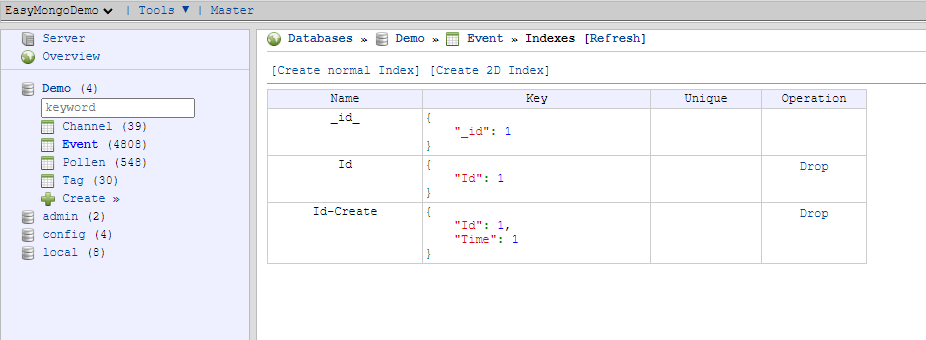 EasyMongoDemo | Tools ▼ | Master
Server
Overview
Demo (4)
keyword
Channel (39)
Event (4808)
Pollen (548)
Tag (30)
Create »
admin (2)
config (4)
local (8)
Databases » Demo » Event » Indexes [Refresh]
[Create normal Index] [Create 2D Index]
Name Key Unique Operation
_id_ {
"_id": 1
}
Id { Drop
"Id": 1
}
Id-Create { Drop
"Id": 1,
"Time": 1
}